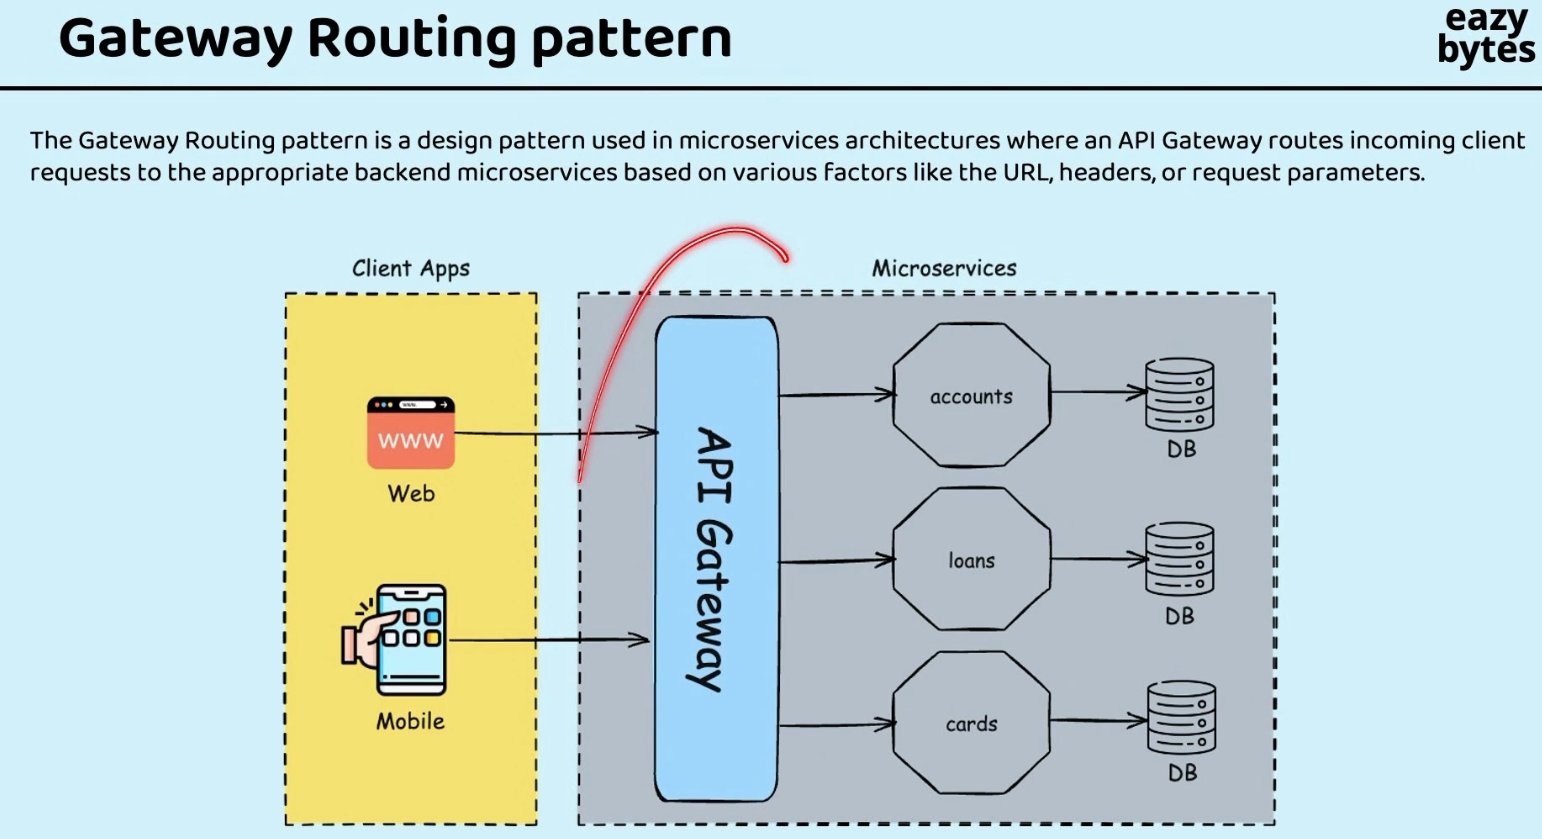 Gateway Routing pattern
eazy
bytes
The Gateway Routing pattern is a design pattern used in microservices architectures where an API Gateway routes incoming client
requests to the appropriate backend microservices based on various factors like the URL, headers, or request parameters.
Client Apps
Microservices
www.
www
Web
Mobile
API Gateway
accounts
DB
loans
DB
cards
DB